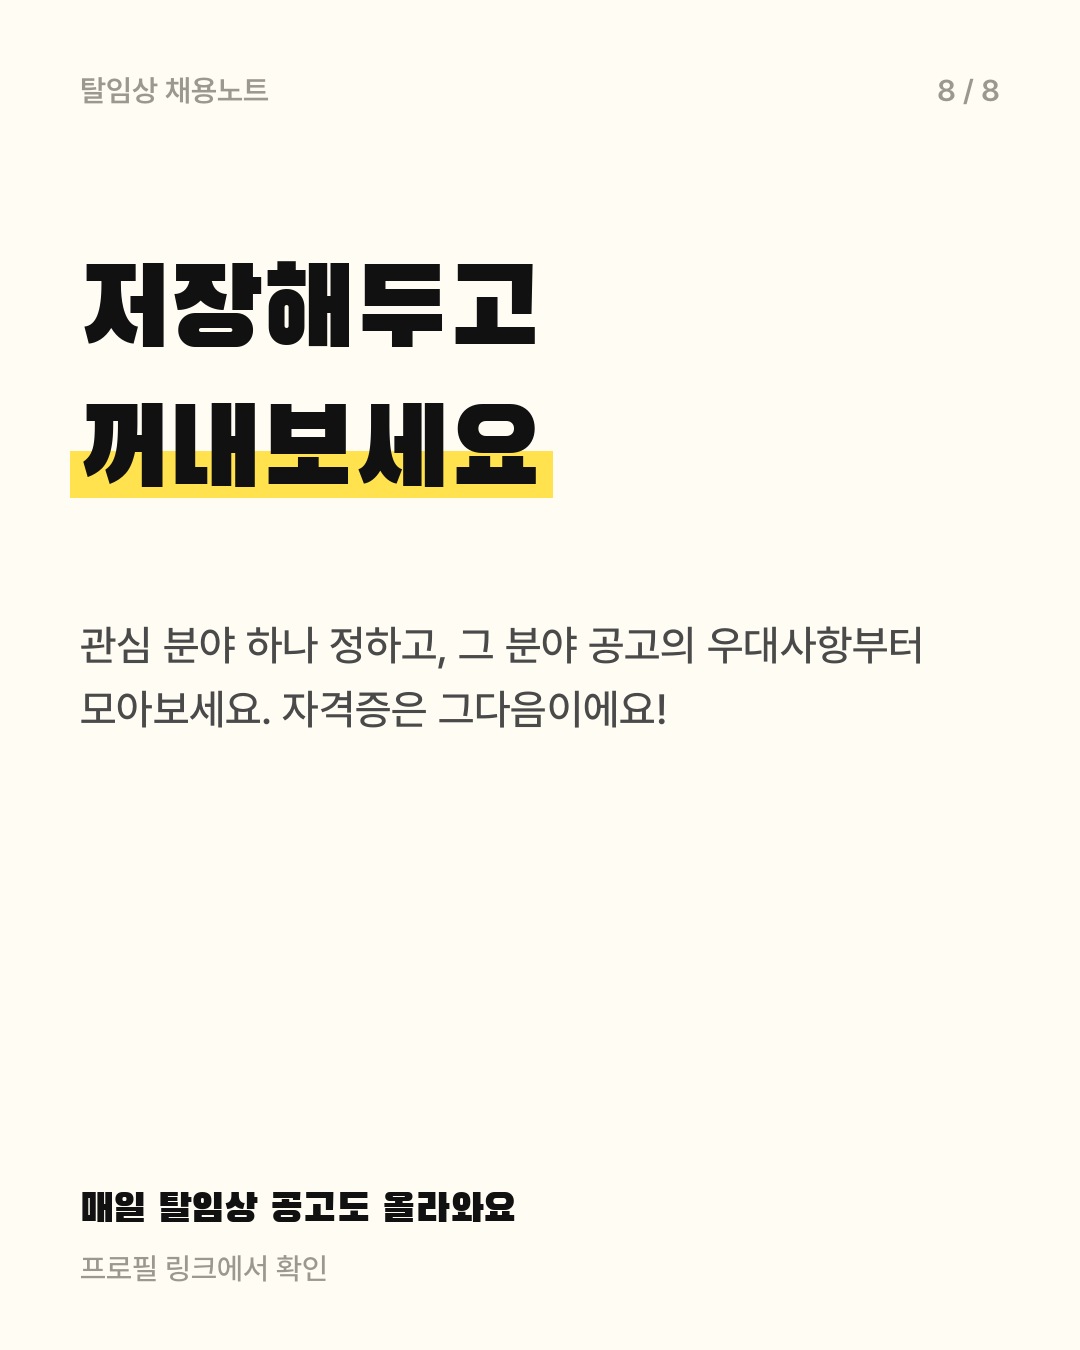 탈임상 채용노트
8 / 8
저장해두고
꺼내보세요
관심 분야 하나 정하고, 그 분야 공고의 우대사항부터
모아보세요. 자격증은 그다음이에요!
매일 탈임상 공고도 올라와요
프로필 링크에서 확인